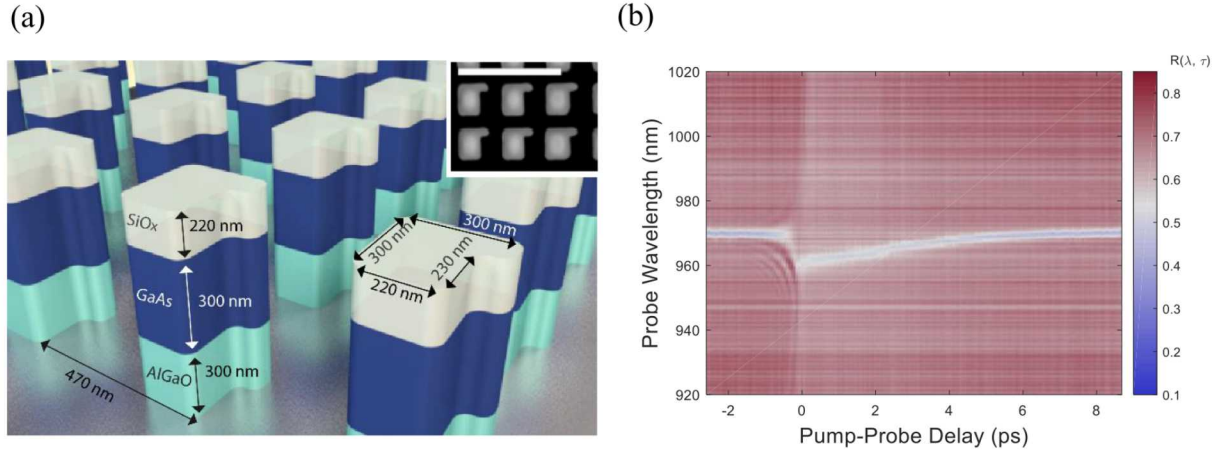 (a)
(b)
SiOx
220 nm
GaAs
300 nm
AlGaO
300 nm
470 nm
300 nm
300 nm
230 nm
220 nm
R(λ, τ)
Probe Wavelength (nm)
1020
1000
980
960
940
920
-2
0
2
4
6
8
Pump-Probe Delay (ps)
0.8
0.7
0.6
0.5
0.4
0.3
0.2
0.1